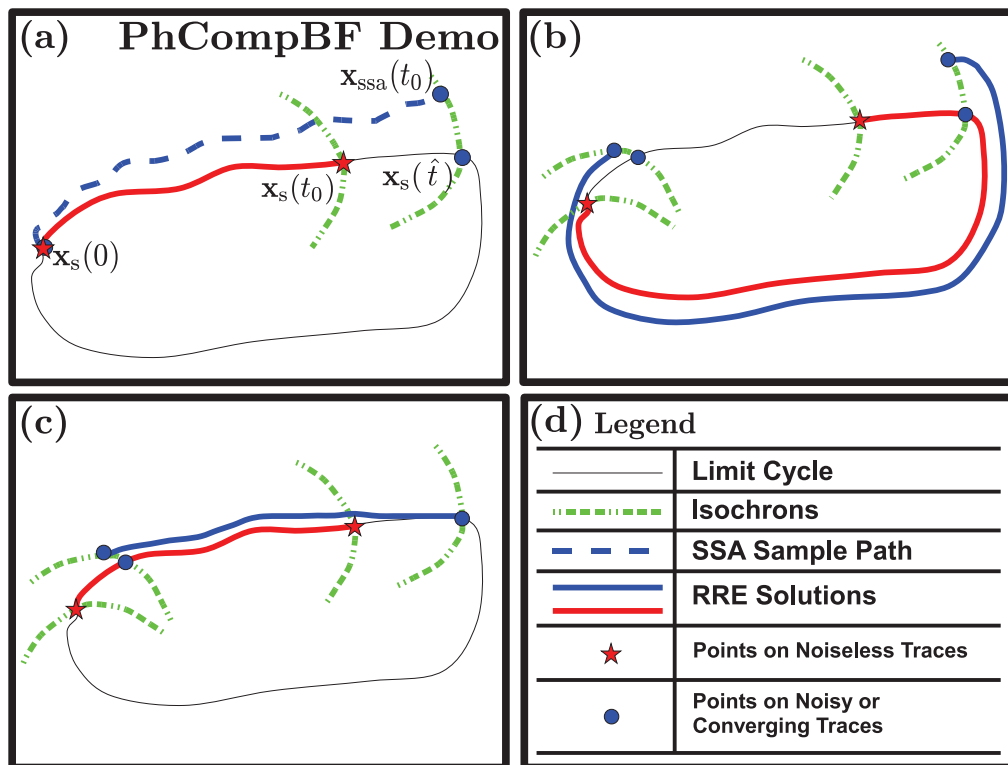 (a) PhCompBF Demo
x_ssa(t_0)
x_s(t_0)
x_s(t̂)
x_s(0)
(b)
(c)
(d) Legend
Limit Cycle
Isochrons
SSA Sample Path
RRE Solutions
Points on Noiseless Traces
Points on Noisy or
Converging Traces